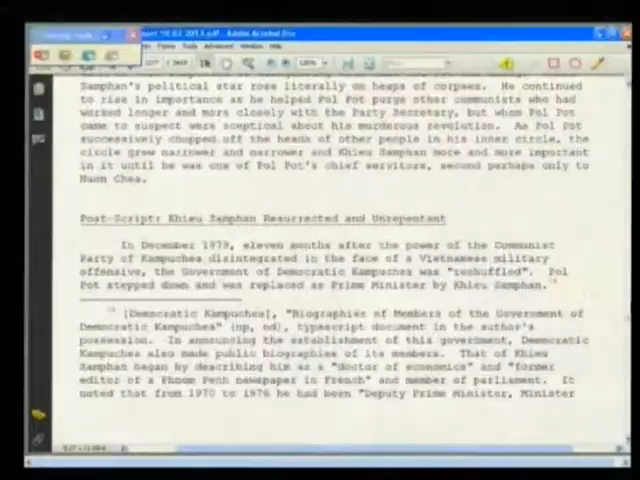 Adobe Acrobat Pro
Samphan's political star rose literally on heaps of corpses. He continued
to rise in importance as he helped Pol Pot purge other communists who had
worked longer and more closely with the Party Secretary, but whom Pol Pot
came to suspect were sceptical about his murderous revolution. As Pol Pot
successively chopped off the heads of other people in his inner circle, the
circle grew narrower and narrower and Khieu Samphan more and more important
in it until he was one of Pol Pot's chief servitors, second perhaps only to
Nuon Chea.
Post-Script: Khieu Samphan Resurrected and Unrepentant
In December 1979, eleven months after the power of the Communist
Party of Kampuchea disintegrated in the face of a Vietnamese military
offensive, the Government of Democratic Kampuchea was "reshuffled". Pol
Pot stepped down and was replaced as Prime Minister by Khieu Samphan.
[Democratic Kampuchea], "Biographies of Members of the Government of
Democratic Kampuchea" (np, nd), typescript document in the author's
possession. In announcing the establishment of this government, Democratic
Kampuchea also made public biographies of its members. That of Khieu
Samphan began by describing him as a "doctor of economics" and "former
editor of a Phnom Penh newspaper in French" and member of parliament. It
noted that from 1970 to 1976 he had been "Deputy Prime Minister, Minister